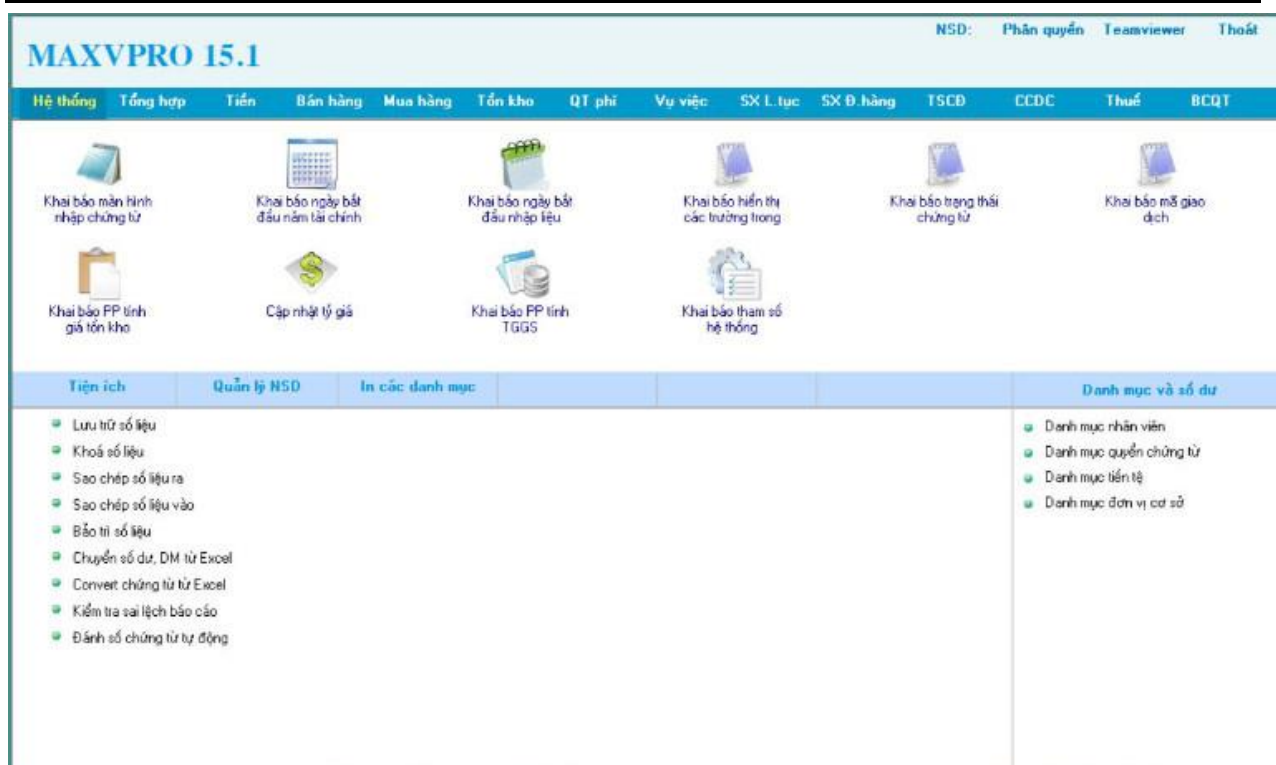 NSD: Phân quyền Teamviewer Thoát
MAXVPRO 15.1
Hệ thống Tổng hợp Tiền Bán hàng Mua hàng Tồn kho QT phí Vụ việc SX L.tục SX Đ.hàng TSCĐ CCDC Thuế BCQT
Khai báo màn hình nhập chứng từ
Khai báo ngày bắt đầu năm tài chính
Khai báo ngày bắt đầu nhập liệu
Khai báo hiển thị các trường trong
Khai báo trạng thái chứng từ
Khai báo mã giao dịch
Khai báo PP tính giá tồn kho
Cập nhật tỷ giá
Khai báo PP tính TGGS
Khai báo tham số hệ thống
Tiện ích Quản lý NSD In các danh mục Danh mục và số dư
Lưu trữ số liệu
Khoá số liệu
Sao chép số liệu ra
Sao chép số liệu vào
Bảo trì số liệu
Chuyển số dư, DM từ Excel
Convert chứng từ từ Excel
Kiểm tra sai lệch báo cáo
Đánh số chứng từ tự động
Danh mục nhân viên
Danh mục quyển chứng từ
Danh mục tiền tệ
Danh mục đơn vị cơ sở